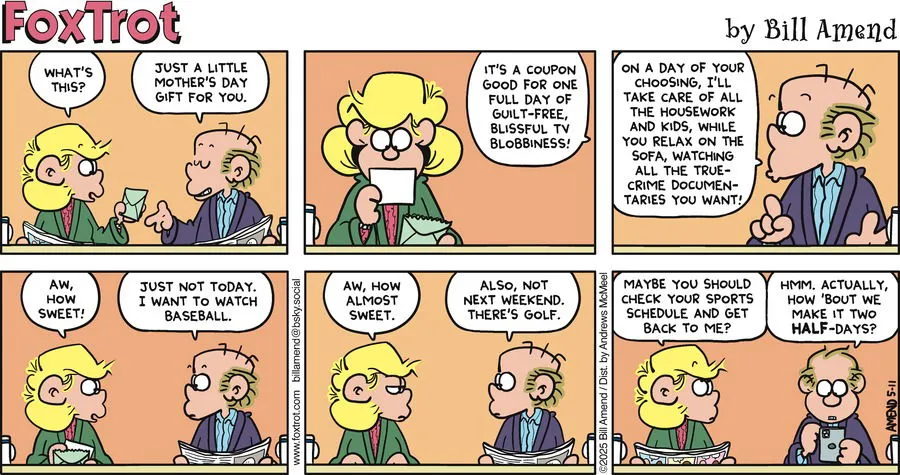 FOXTROT
by Bill Amend
WHAT'S
THIS?
JUST A LITTLE
MOTHER'S DAY
GIFT FOR YOU.
IT'S A COUPON
GOOD FOR ONE
FULL DAY OF
GUILT-FREE,
BLISSFUL TV
BLOBBINESS!
ON A DAY OF YOUR
CHOOSING, I'LL
TAKE CARE OF ALL
THE HOUSEWORK
AND KIDS, WHILE
YOU RELAX ON THE
SOFA, WATCHING
ALL THE TRUE-
CRIME DOCUMEN-
TARIES YOU WANT!
AW,
HOW
SWEET!
JUST NOT TODAY.
I WANT TO WATCH
BASEBALL.
www.foxtrot.com billamend@bsky.social
AW, HOW
ALMOST
SWEET.
ALSO, NOT
NEXT WEEKEND.
THERE'S GOLF.
©2025 Bill Amend / Dist. by Andrews McMeel
MAYBE YOU SHOULD
CHECK YOUR SPORTS
SCHEDULE AND GET
BACK TO ME?
HMM. ACTUALLY,
HOW 'BOUT WE
MAKE IT TWO
HALF-DAYS?
AMEND 5-11